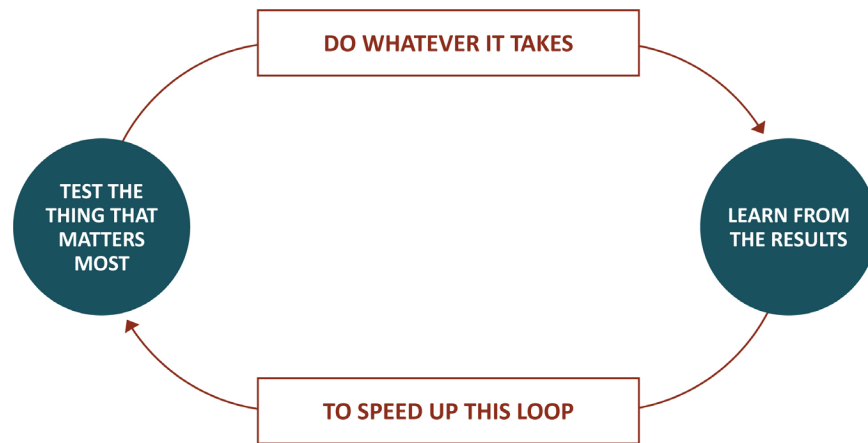 DO WHATEVER IT TAKES
TEST THE
THING THAT
MATTERS
MOST
LEARN FROM
THE RESULTS
TO SPEED UP THIS LOOP